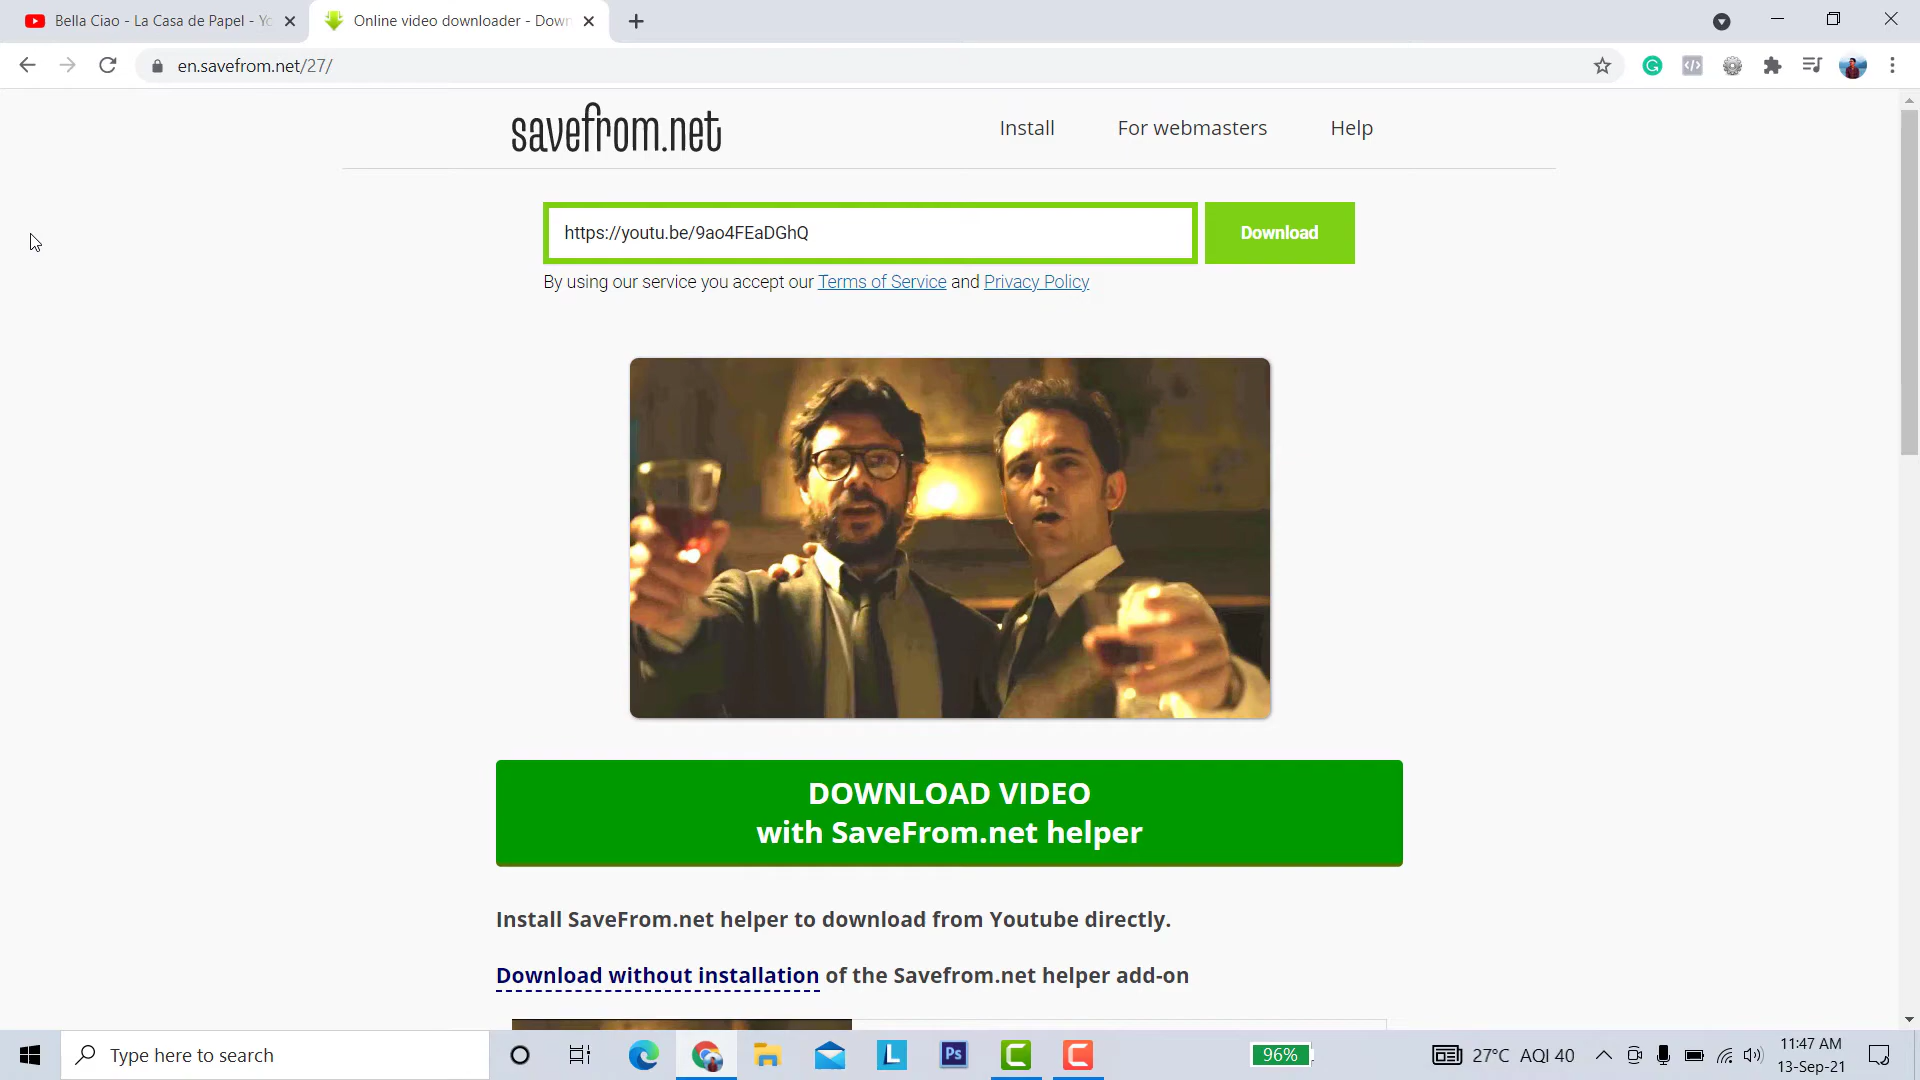 Bella Ciao - La Casa de Papel - Yo
Online video downloader - Down
en.savefrom.net/27/
savefrom.net
Install
For webmasters
Help
https://youtu.be/9ao4FEaDGhQ
Download
By using our service you accept our Terms of Service and Privacy Policy
DOWNLOAD VIDEO
with SaveFrom.net helper
Install SaveFrom.net helper to download from Youtube directly.
Download without installation of the Savefrom.net helper add-on
Type here to search
L
Ps
96%
27°C AQI 40
11:47 AM
13-Sep-21